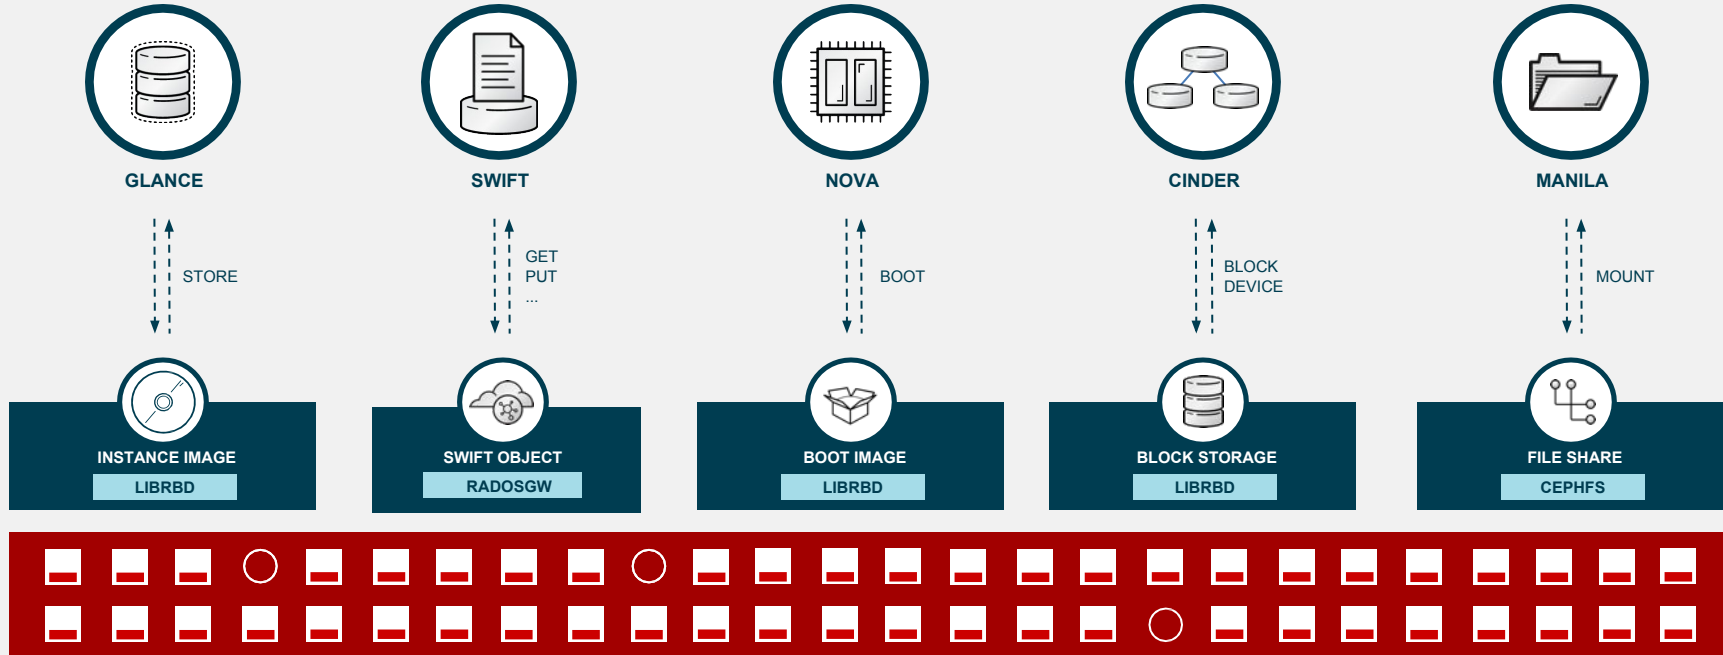 GLANCE
SWIFT
NOVA
CINDER
MANILA
STORE
GET
PUT
...
BOOT
BLOCK
DEVICE
MOUNT
INSTANCE IMAGE
LIBRBD
SWIFT OBJECT
RADOSGW
BOOT IMAGE
LIBRBD
BLOCK STORAGE
LIBRBD
FILE SHARE
CEPHFS